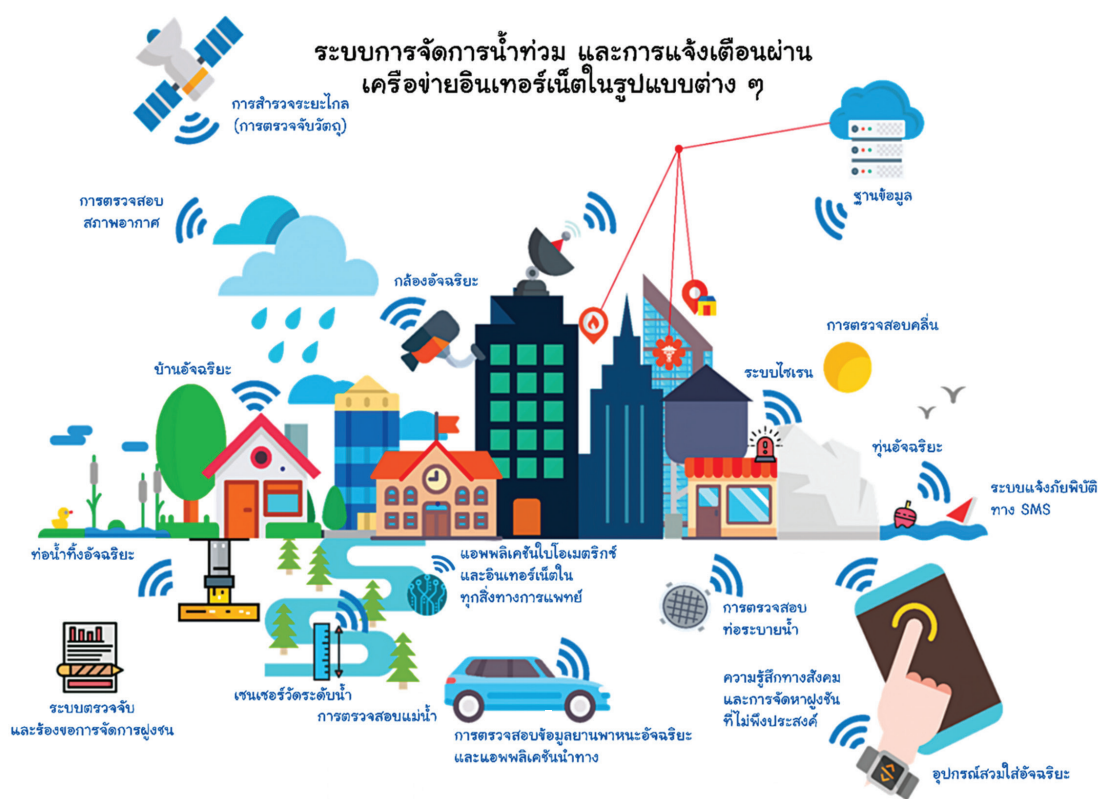 ระบบการจัดการน้ำท่วม และการแจ้งเตือนผ่าน
เครือข่ายอินเทอร์เน็ตในรูปแบบต่าง ๆ
การสำรวจระยะไกล
(การตรวจจับวัตถุ)
ฐานข้อมูล
การตรวจสอบ
สภาพอากาศ
กล้องอัจฉริยะ
การตรวจสอบคลื่น
บ้านอัจฉริยะ
ระบบไซเรน
ทุ่นอัจฉริยะ
ระบบแจ้งภัยพิบัติ
ทาง SMS
ท่อน้ำทิ้งอัจฉริยะ
แอพพลิเคชันไบโอเมตริกซ์
และอินเทอร์เน็ตใน
ทุกสิ่งทางการแพทย์
การตรวจสอบ
ท่อระบายน้ำ
เซนเซอร์วัดระดับน้ำ
การตรวจสอบแม่น้ำ
ความรู้สึกทางสังคม
และการจัดหาฝูงชัน
ที่ไม่พึงประสงค์
ระบบตรวจจับ
และร้องขอการจัดการฝูงชน
การตรวจสอบข้อมูลยานพาหนะอัจฉริยะ
และแอพพลิเคชันนำทาง
อุปกรณ์สวมใส่อัจฉริยะ